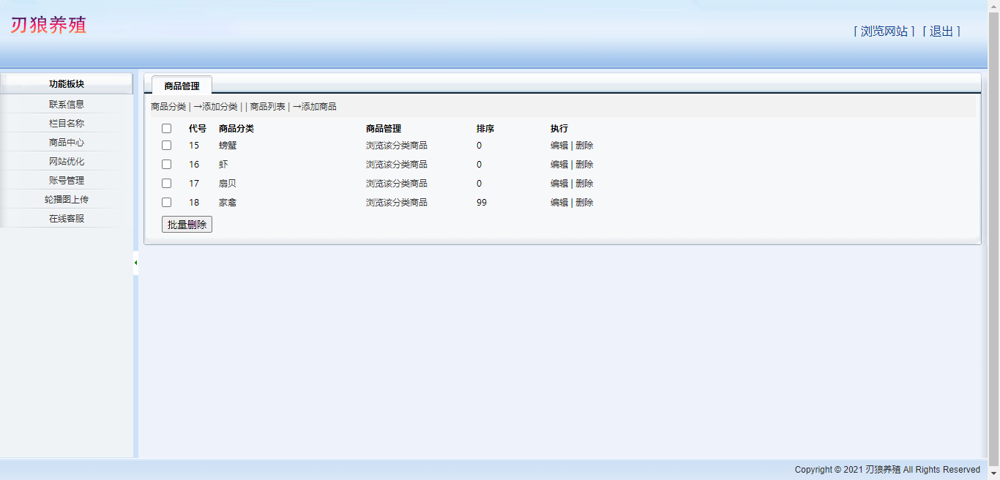 刃狼养殖
[ 浏览网站 ] [ 退出 ]
功能板块
联系信息
栏目名称
商品中心
网站优化
账号管理
轮播图上传
在线客服
商品管理
商品分类 | →添加分类 | | 商品列表 | →添加商品
代号 商品分类 商品管理 排序 执行
15 螃蟹 浏览该分类商品 0 编辑 | 删除
16 虾 浏览该分类商品 0 编辑 | 删除
17 扇贝 浏览该分类商品 0 编辑 | 删除
18 家禽 浏览该分类商品 99 编辑 | 删除
批量删除
Copyright © 2021 刃狼养殖 All Rights Reserved